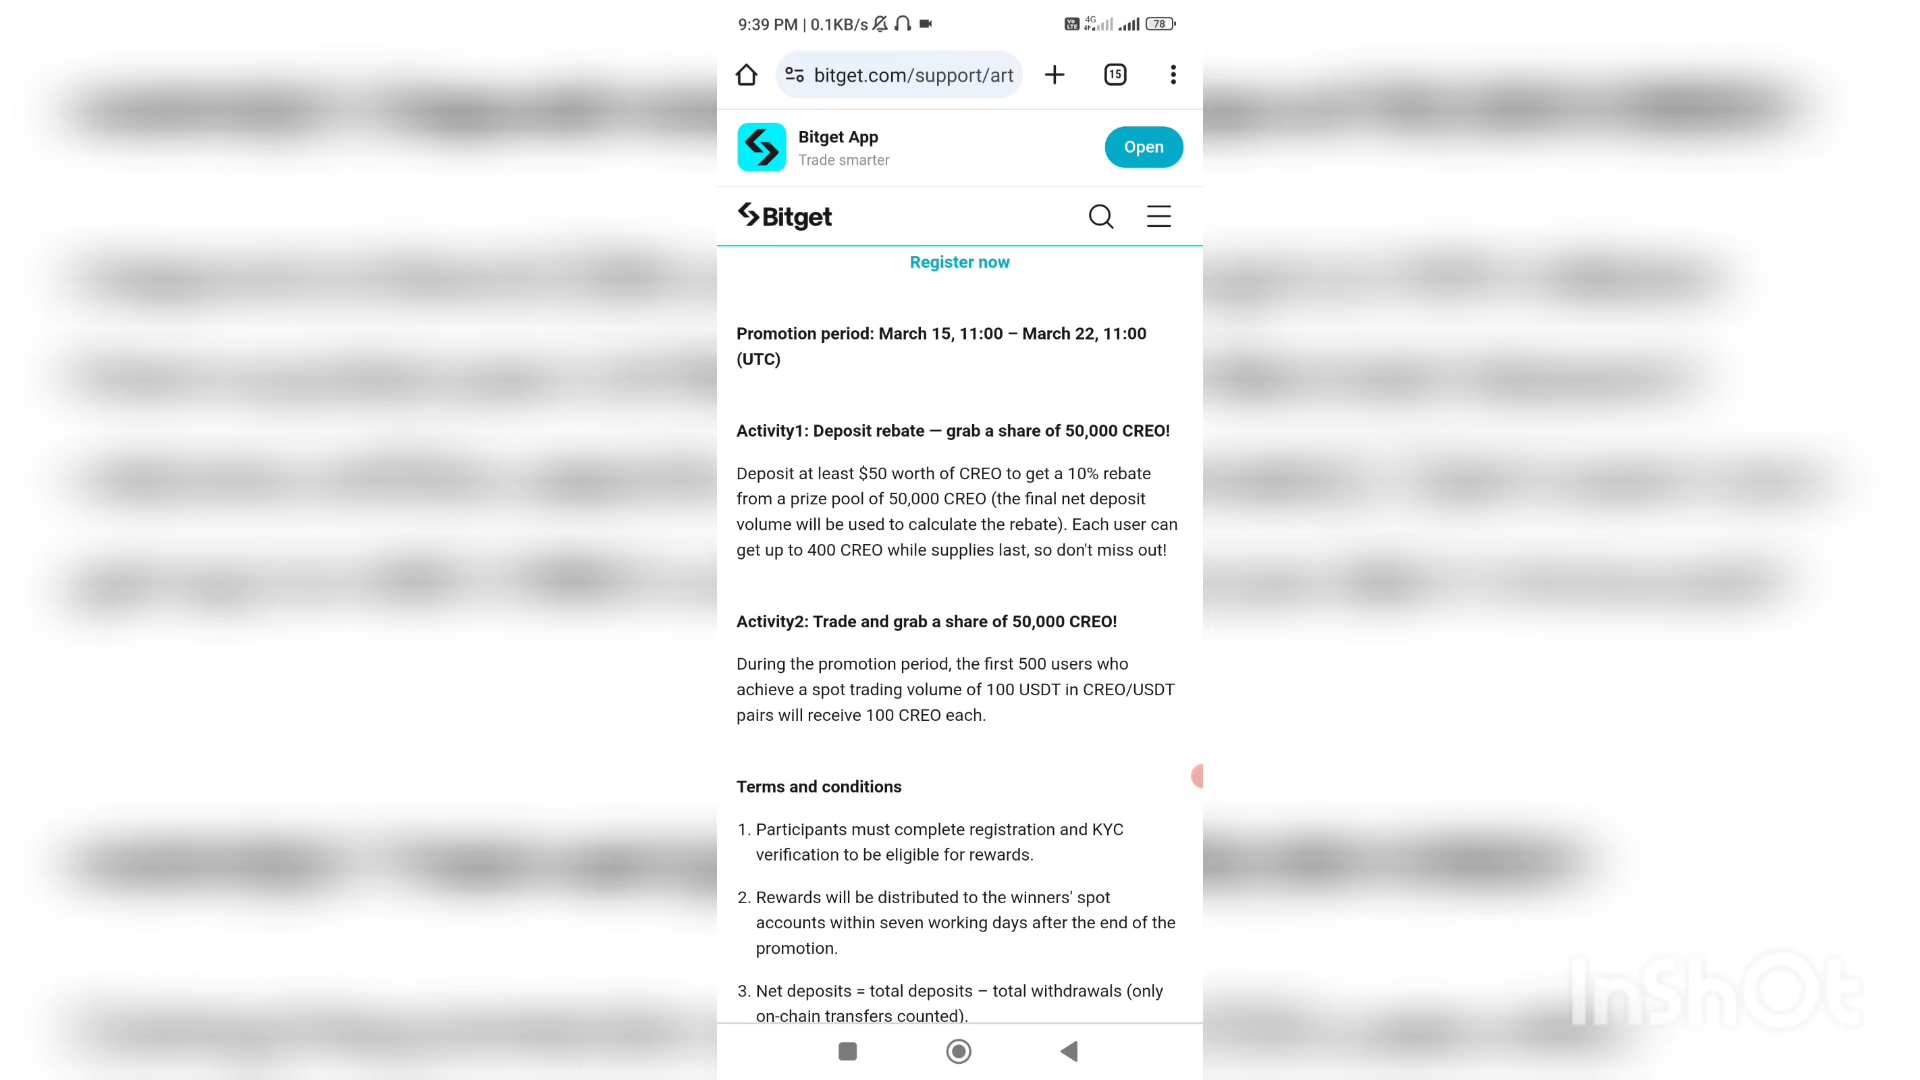 9:39 PM | 0.1KB/s
Vo LTE 4G 78
bitget.com/support/art
15
Bitget App
Trade smarter
Open
Bitget
Register now
Promotion period: March 15, 11:00 – March 22, 11:00
(UTC)
Activity1: Deposit rebate — grab a share of 50,000 CREO!
Deposit at least $50 worth of CREO to get a 10% rebate
from a prize pool of 50,000 CREO (the final net deposit
volume will be used to calculate the rebate). Each user can
get up to 400 CREO while supplies last, so don't miss out!
Activity2: Trade and grab a share of 50,000 CREO!
During the promotion period, the first 500 users who
achieve a spot trading volume of 100 USDT in CREO/USDT
pairs will receive 100 CREO each.
Terms and conditions
1. Participants must complete registration and KYC
verification to be eligible for rewards.
2. Rewards will be distributed to the winners' spot
accounts within seven working days after the end of the
promotion.
3. Net deposits = total deposits – total withdrawals (only
on-chain transfers counted).
InShOt